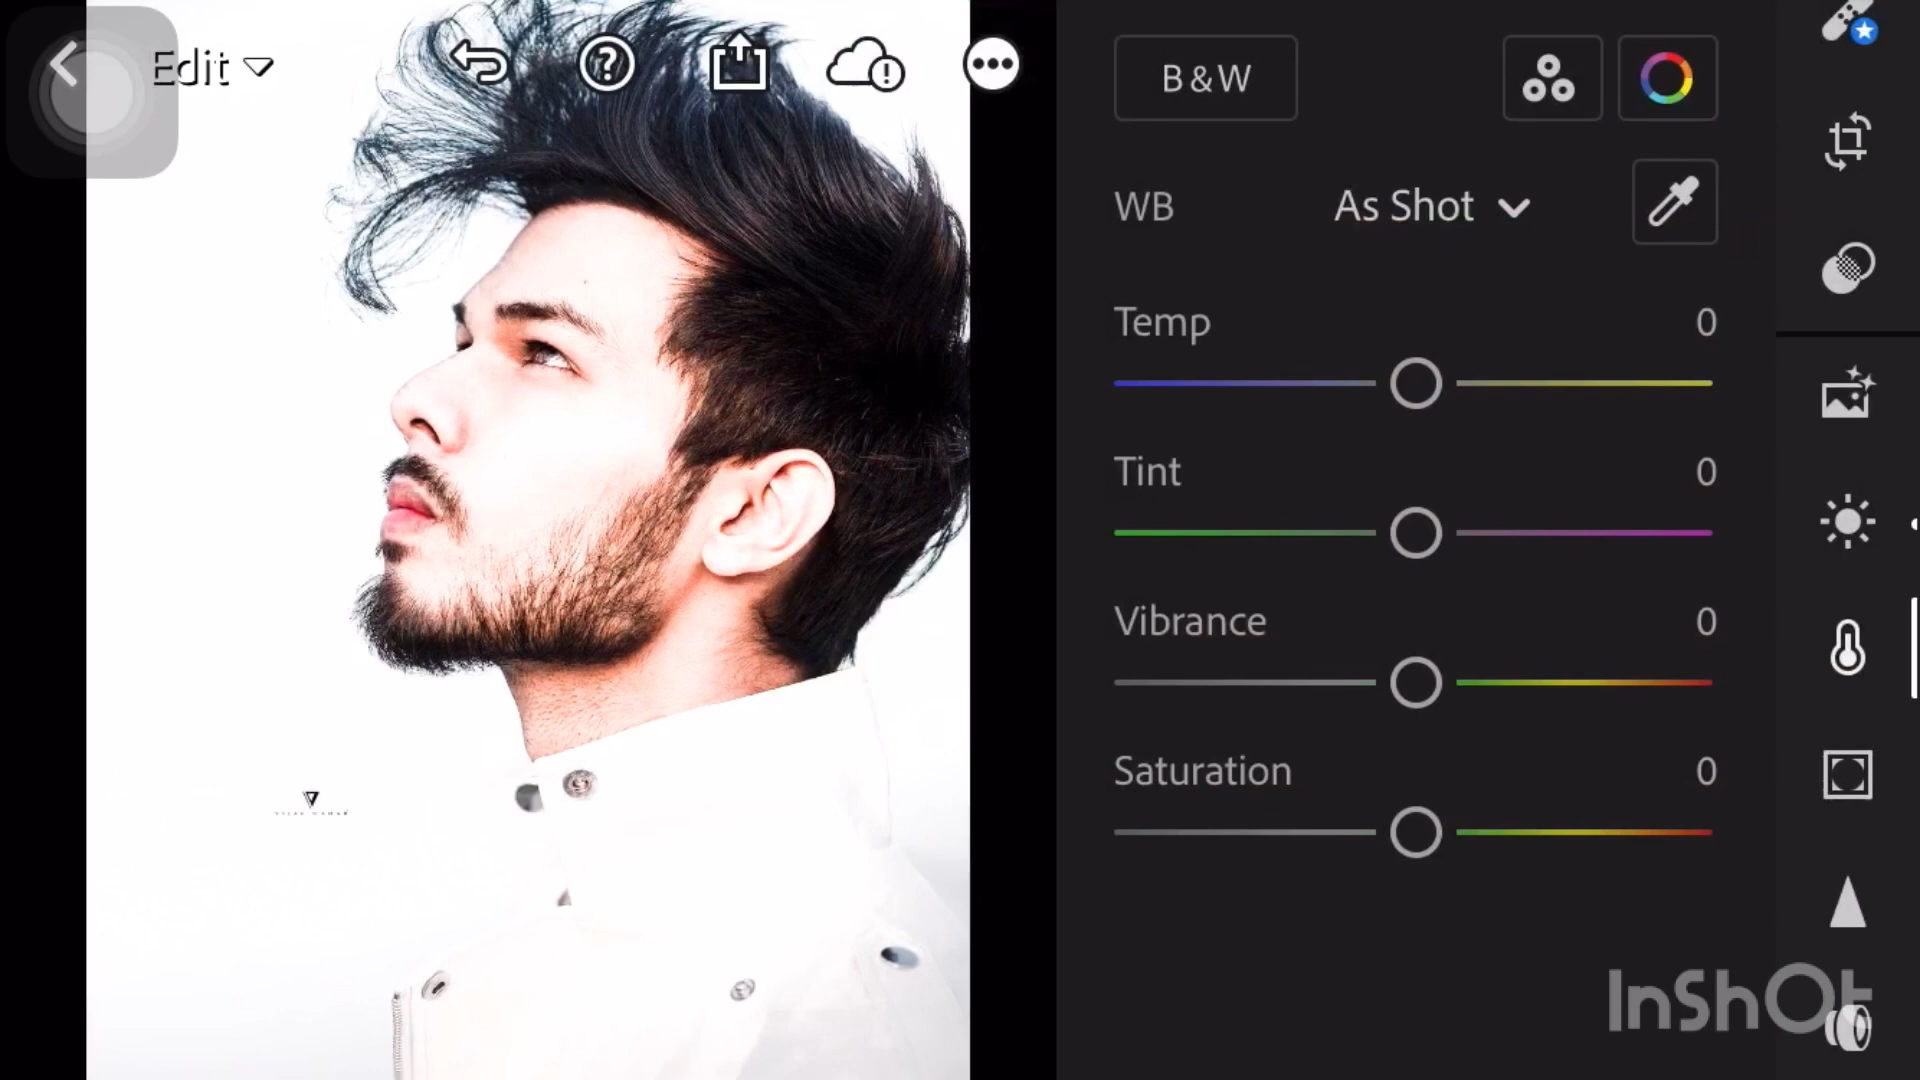 Edit
B & W
WB As Shot
Temp 0
Tint 0
Vibrance 0
Saturation 0
InShOt